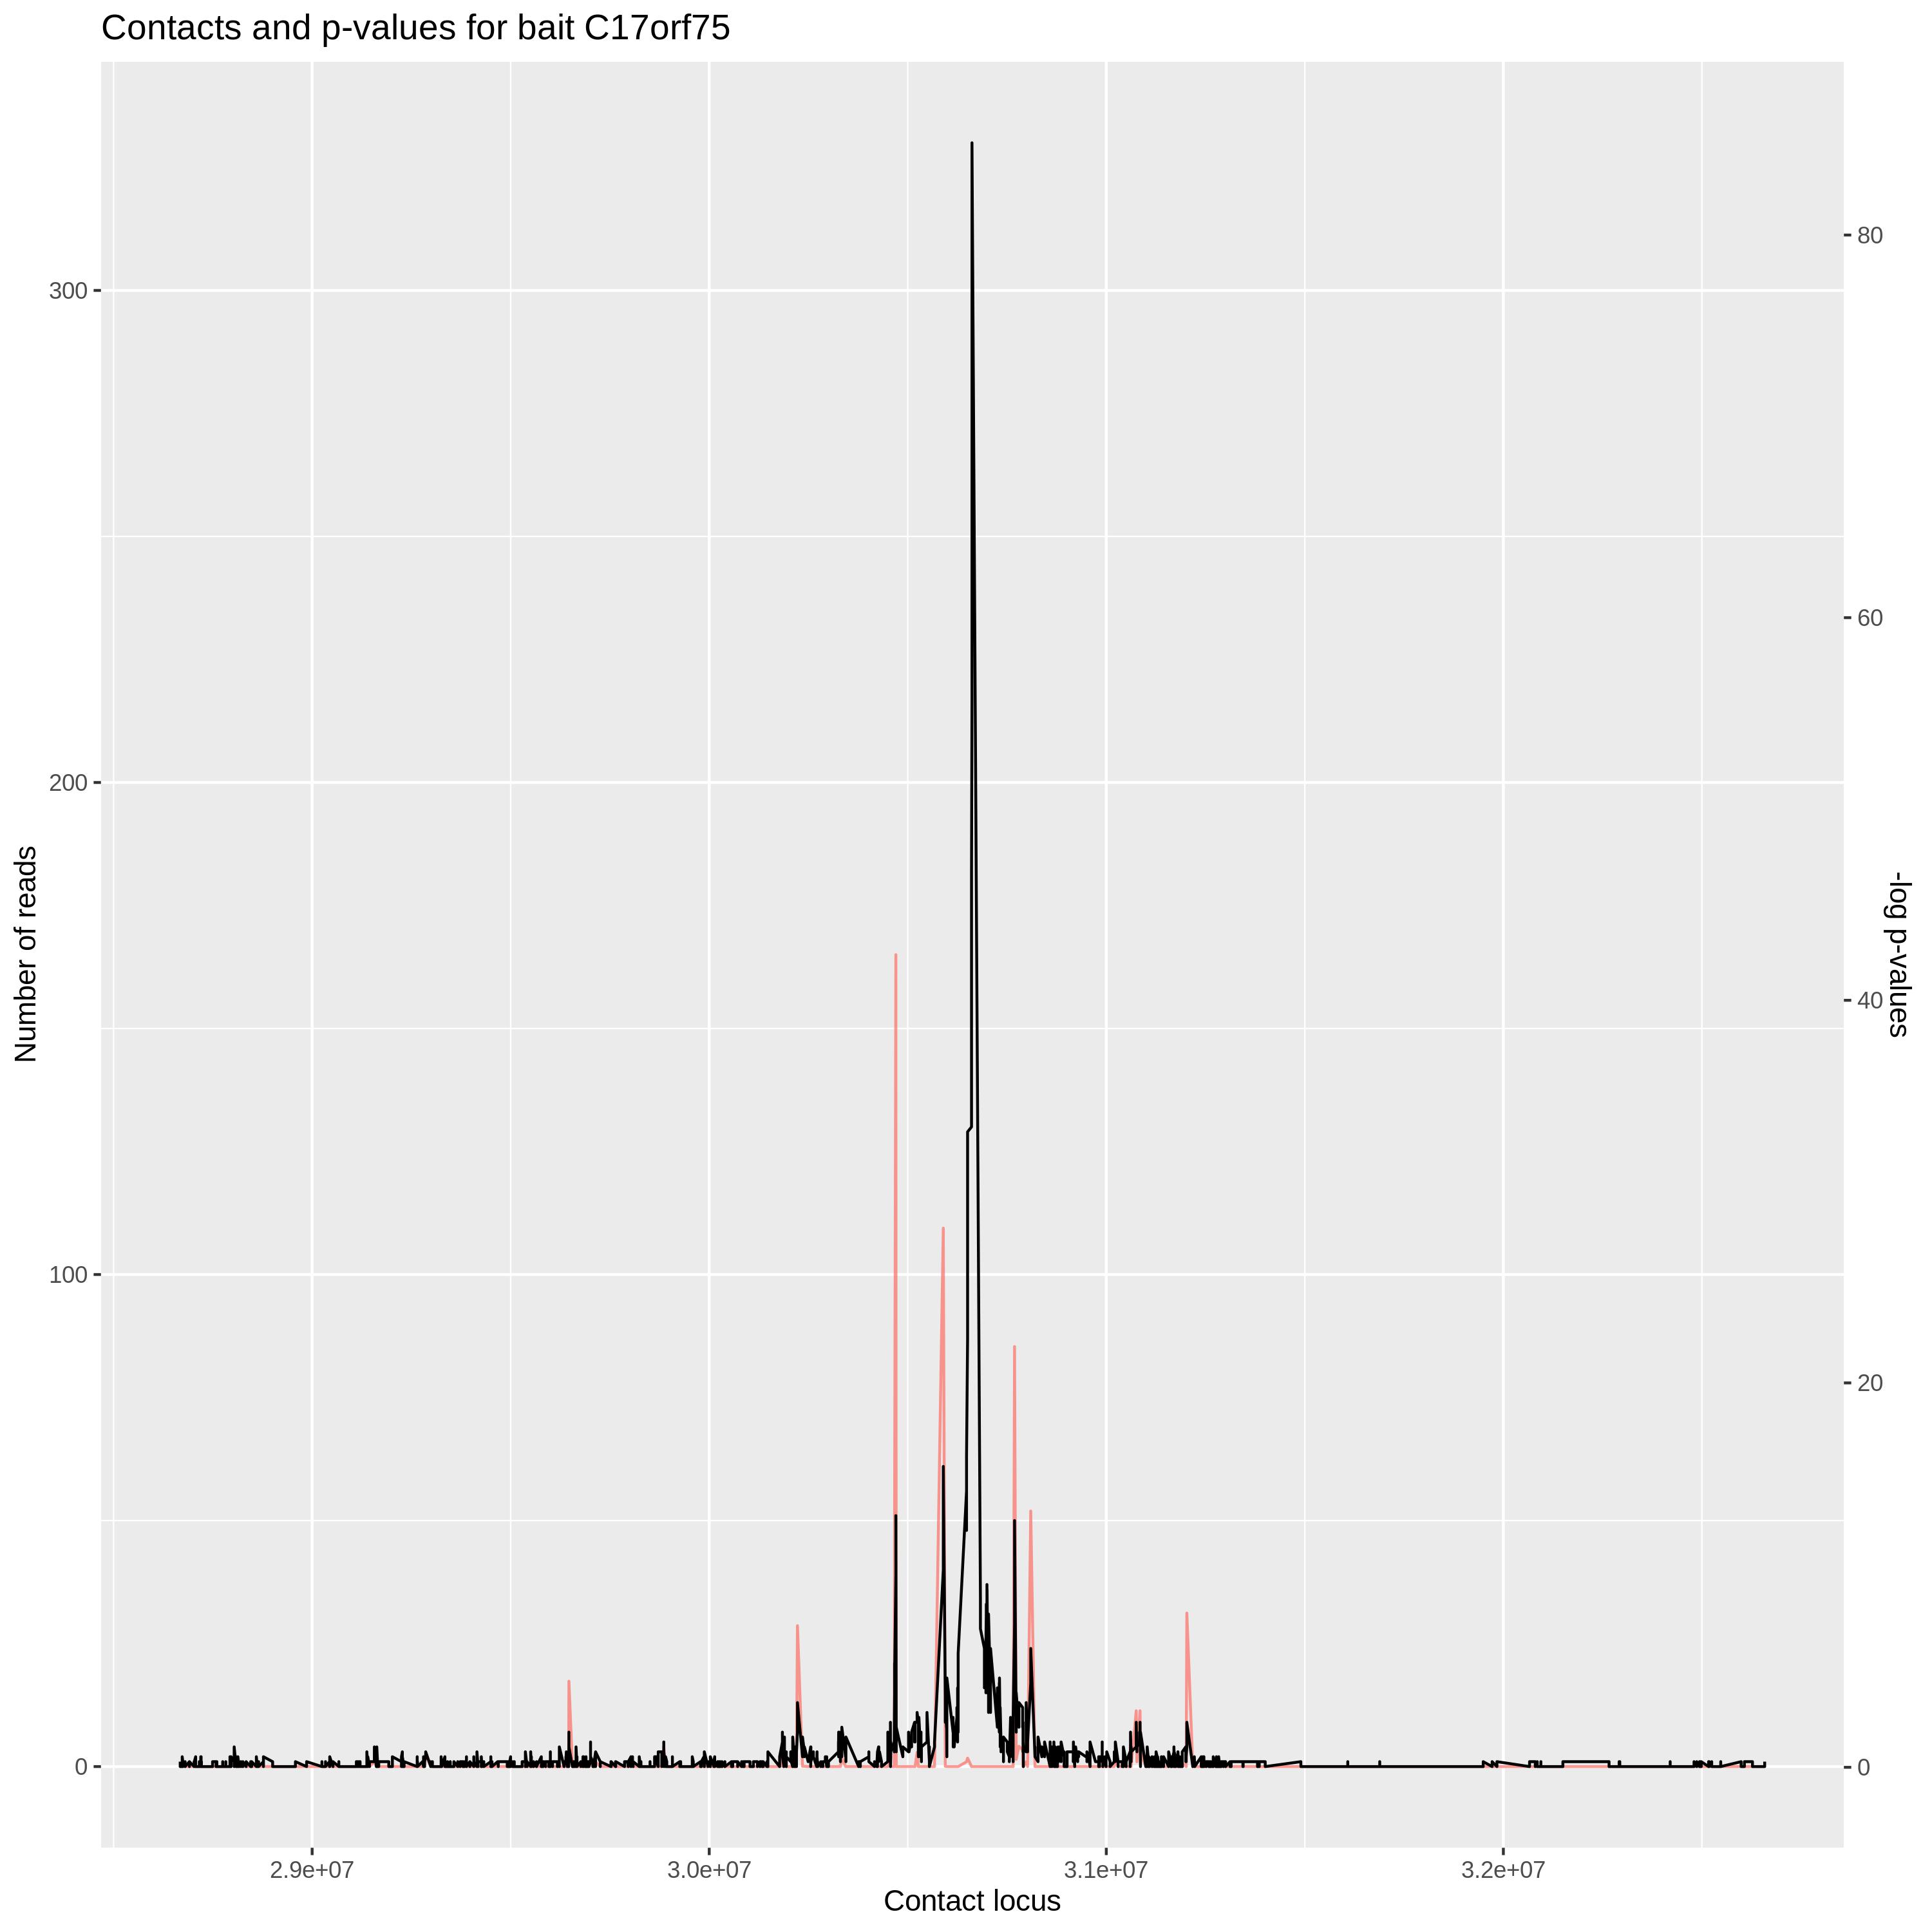 Contacts and p-values for bait C17orf75
Number of reads
300
200
100
0
80
60
40
20
0
-log p-values
2.9e+07
3.0e+07
3.1e+07
3.2e+07
Contact locus